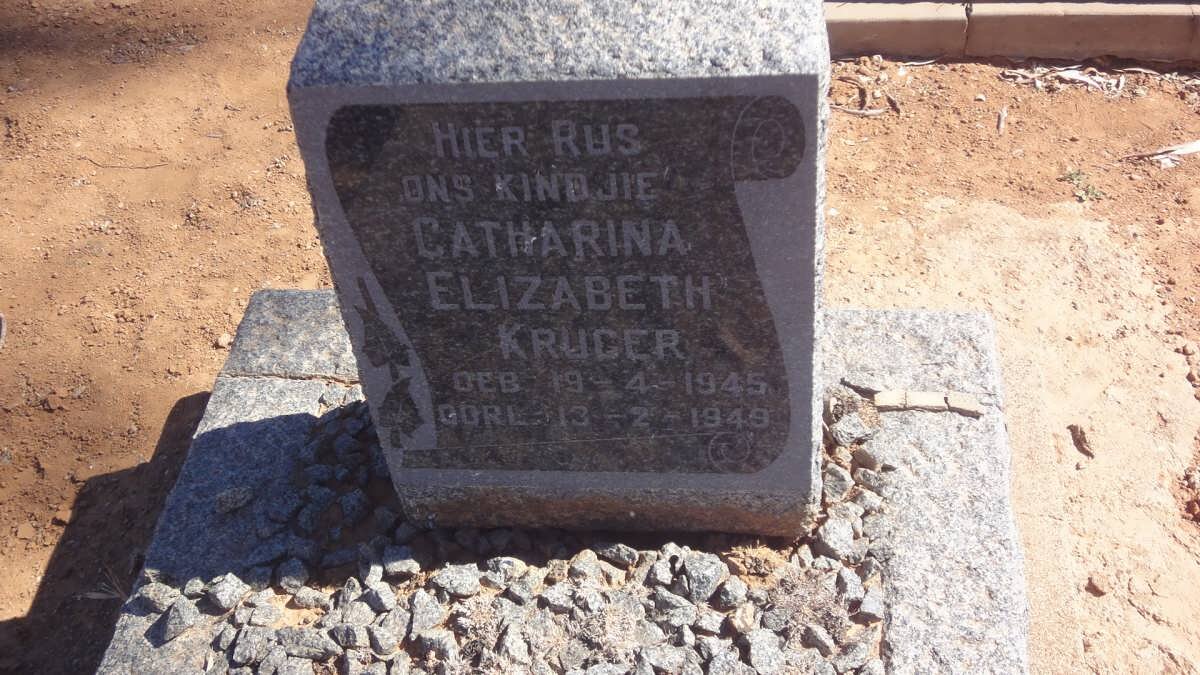 HIER RUS
ONS KINDJIE
CATHARINA
ELIZABETH
KRUGER
GEB. 19-4-1945
OORL. 13-2-1949